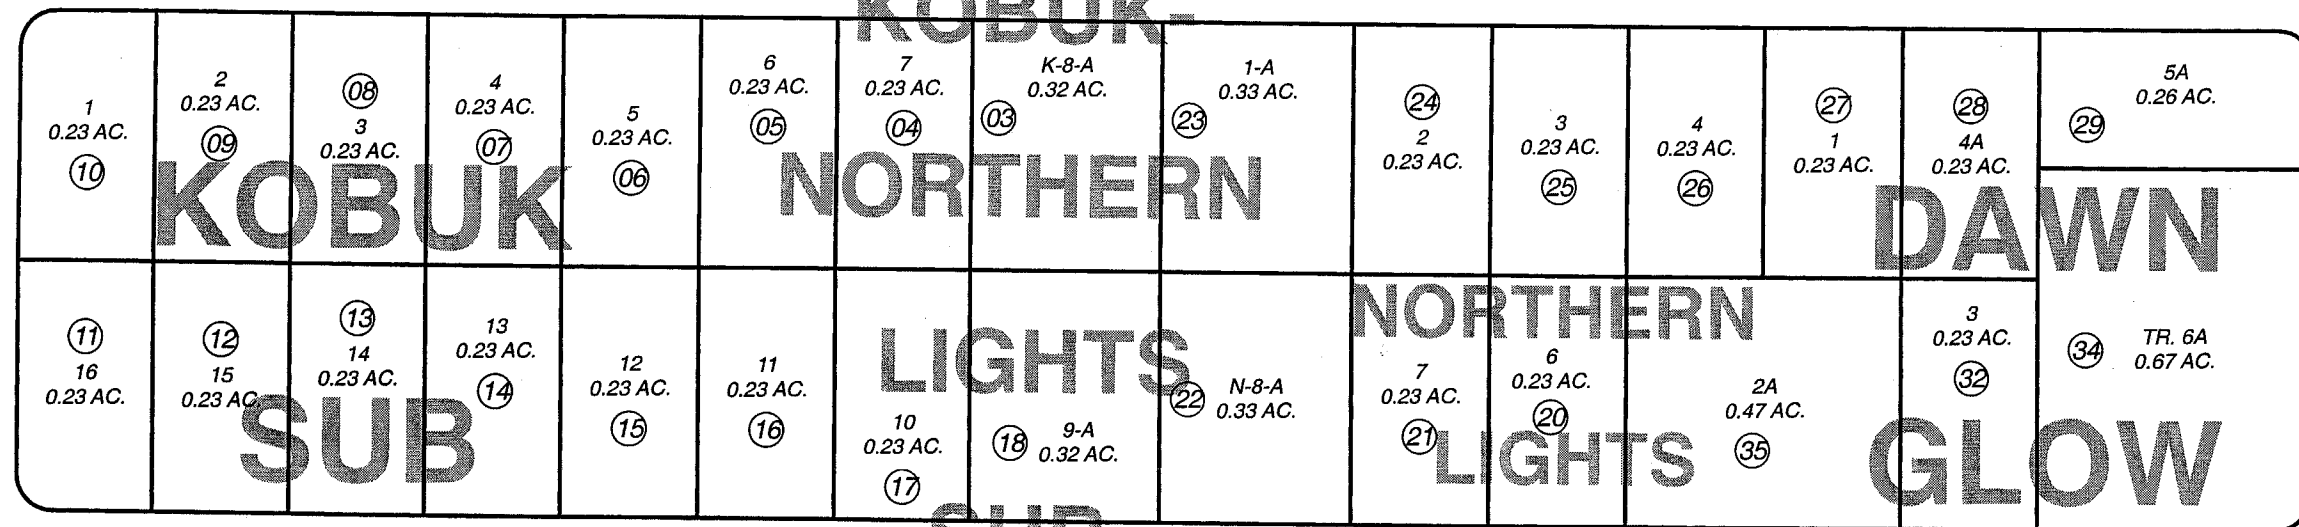 KOBUK-
1
0.23 AC.
10
2
0.23 AC.
09
08
3
0.23 AC.
4
0.23 AC.
07
5
0.23 AC.
06
6
0.23 AC.
05
7
0.23 AC.
04
K-8-A
0.32 AC.
03
1-A
0.33 AC.
23
24
2
0.23 AC.
3
0.23 AC.
25
4
0.23 AC.
26
27
1
0.23 AC.
28
4A
0.23 AC.
5A
0.26 AC.
29
KOBUK
NORTHERN
DAWN
11
16
0.23 AC.
12
15
0.23 AC.
13
14
0.23 AC.
13
0.23 AC.
14
12
0.23 AC.
15
11
0.23 AC.
16
LIGHTS
10
0.23 AC.
17
18
9-A
0.32 AC.
22
N-8-A
0.33 AC.
NORTHERN
7
0.23 AC.
21
6
0.23 AC.
20
2A
0.47 AC.
35
3
0.23 AC.
32
34
TR. 6A
0.67 AC.
SUB
LIGHTS
GLOW
SUB